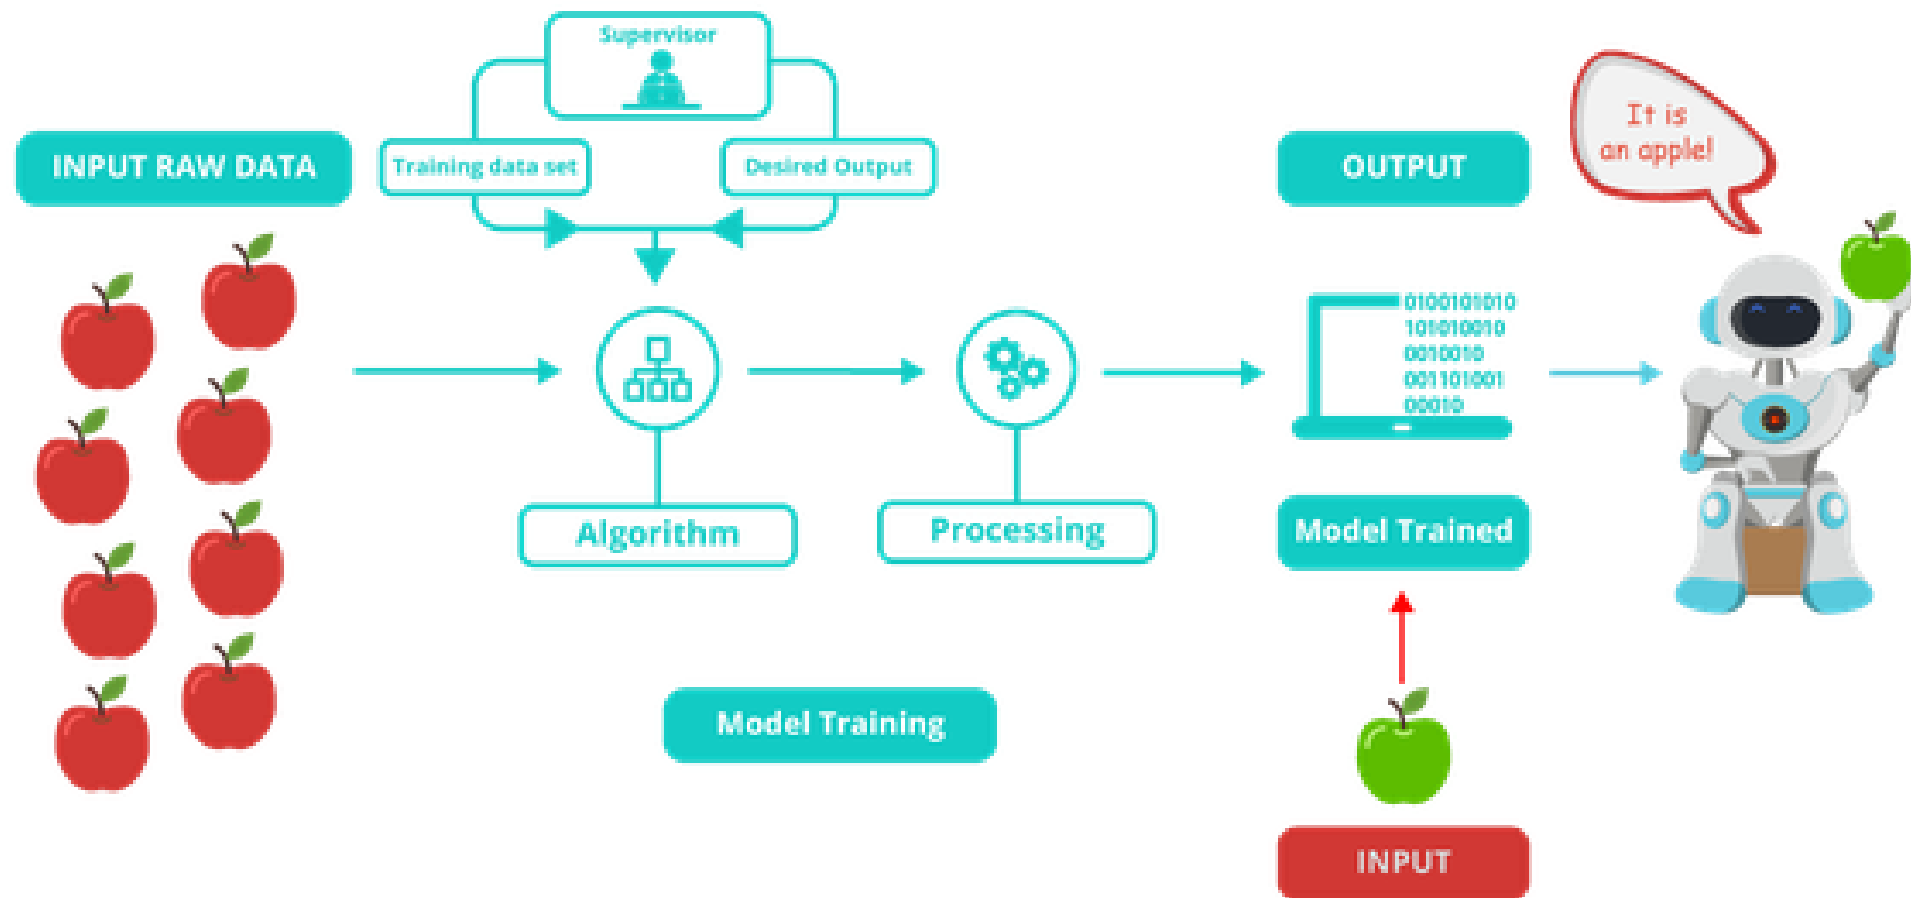 Supervisor
INPUT RAW DATA
Training data set
Desired Output
OUTPUT
It is
an apple!
0100101010
101010010
0010010
001101001
00010
Algorithm
Processing
Model Trained
Model Training
INPUT